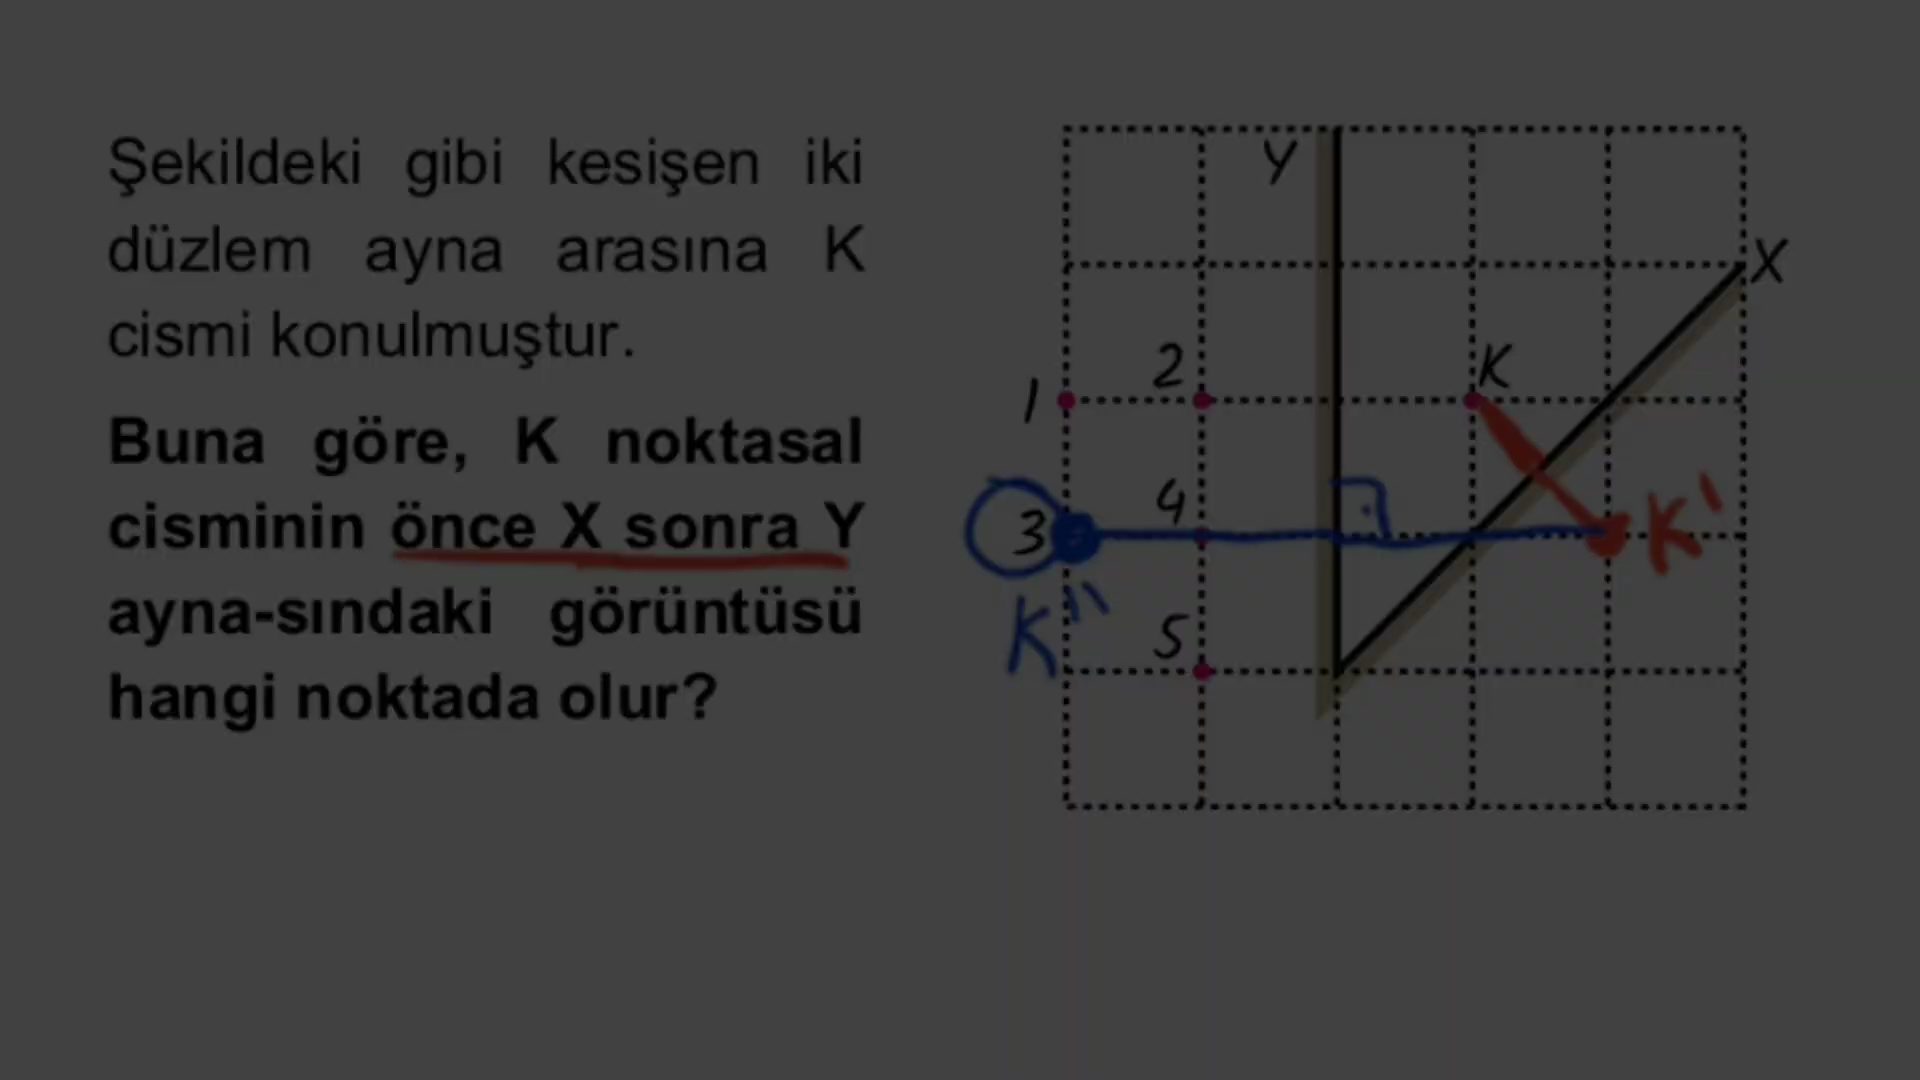 Şekildeki gibi kesişen iki
düzlem ayna arasına K
cismi konulmuştur.
Buna göre, K noktasal
cisminin önce X sonra Y
ayna-sındaki görüntüsü
hangi noktada olur?
Y
X
K
1
2
3
4
K'
K''
5